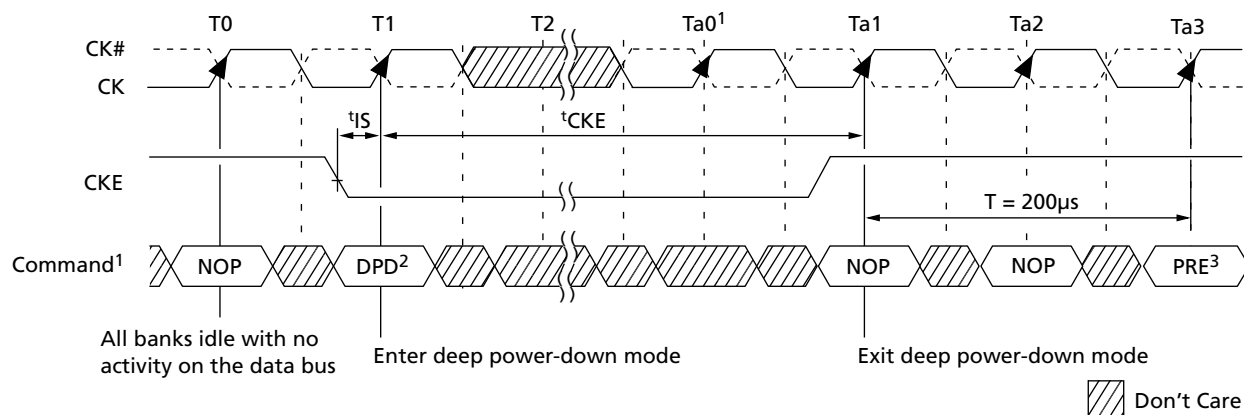 T0 T1 T2 Ta0¹ Ta1 Ta2 Ta3
CK#
CK
ᵗIS ᵗCKE
CKE
T = 200μs
Command¹ NOP DPD² NOP NOP PRE³
All banks idle with no
activity on the data bus
Enter deep power-down mode
Exit deep power-down mode
Don't Care